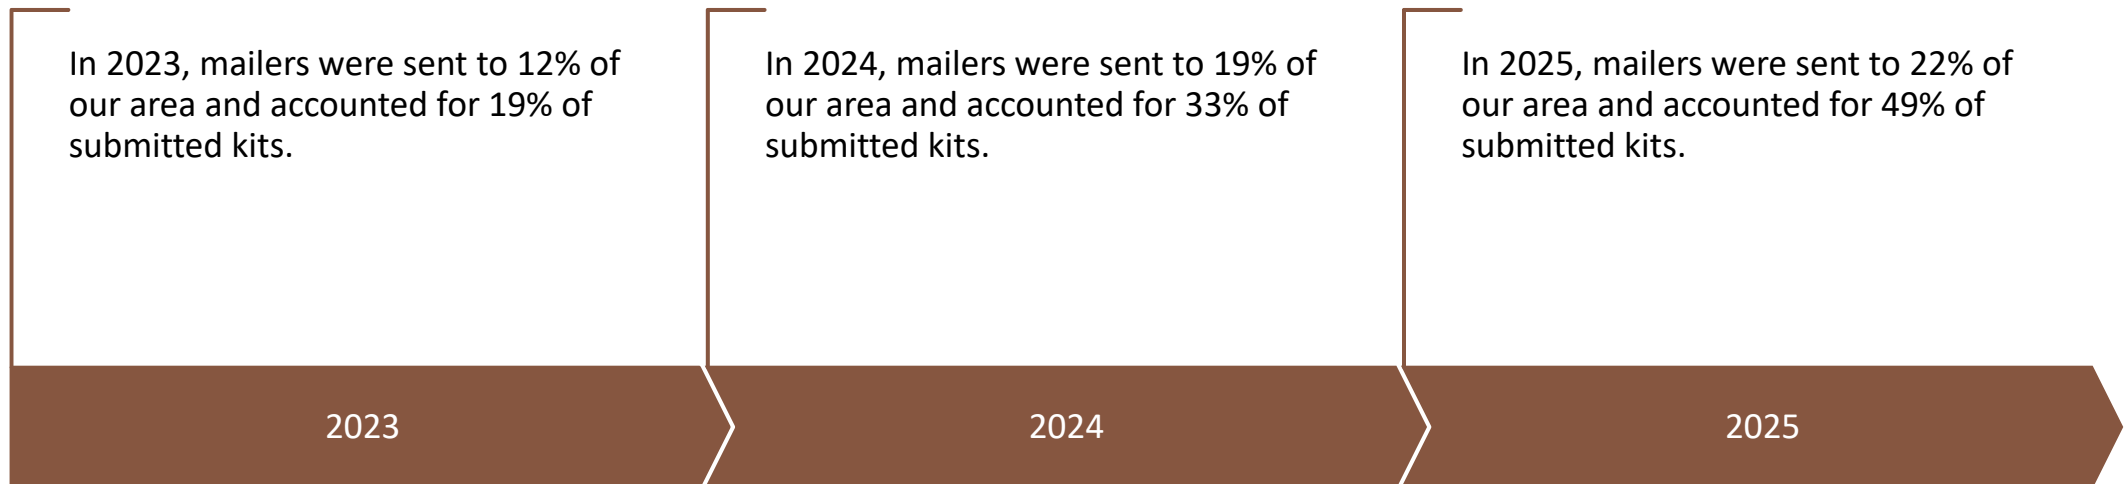 In 2023, mailers were sent to 12% of
our area and accounted for 19% of
submitted kits.
In 2024, mailers were sent to 19% of
our area and accounted for 33% of
submitted kits.
In 2025, mailers were sent to 22% of
our area and accounted for 49% of
submitted kits.
2023
2024
2025